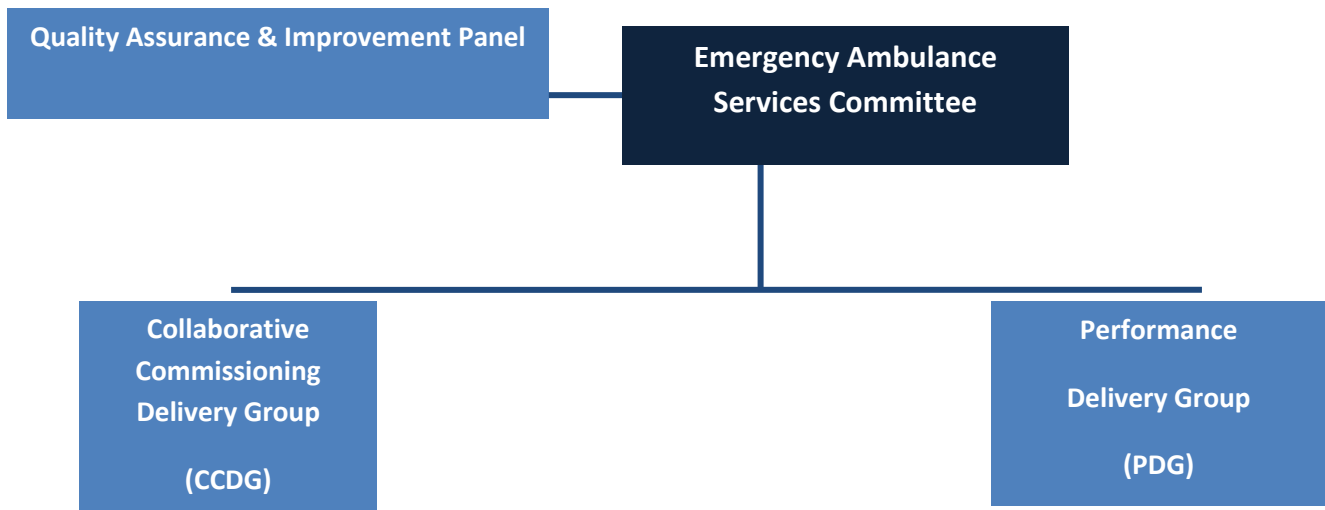 Quality Assurance & Improvement Panel
Emergency Ambulance
Services Committee
Collaborative
Commissioning
Delivery Group
(CCDG)
Performance
Delivery Group
(PDG)